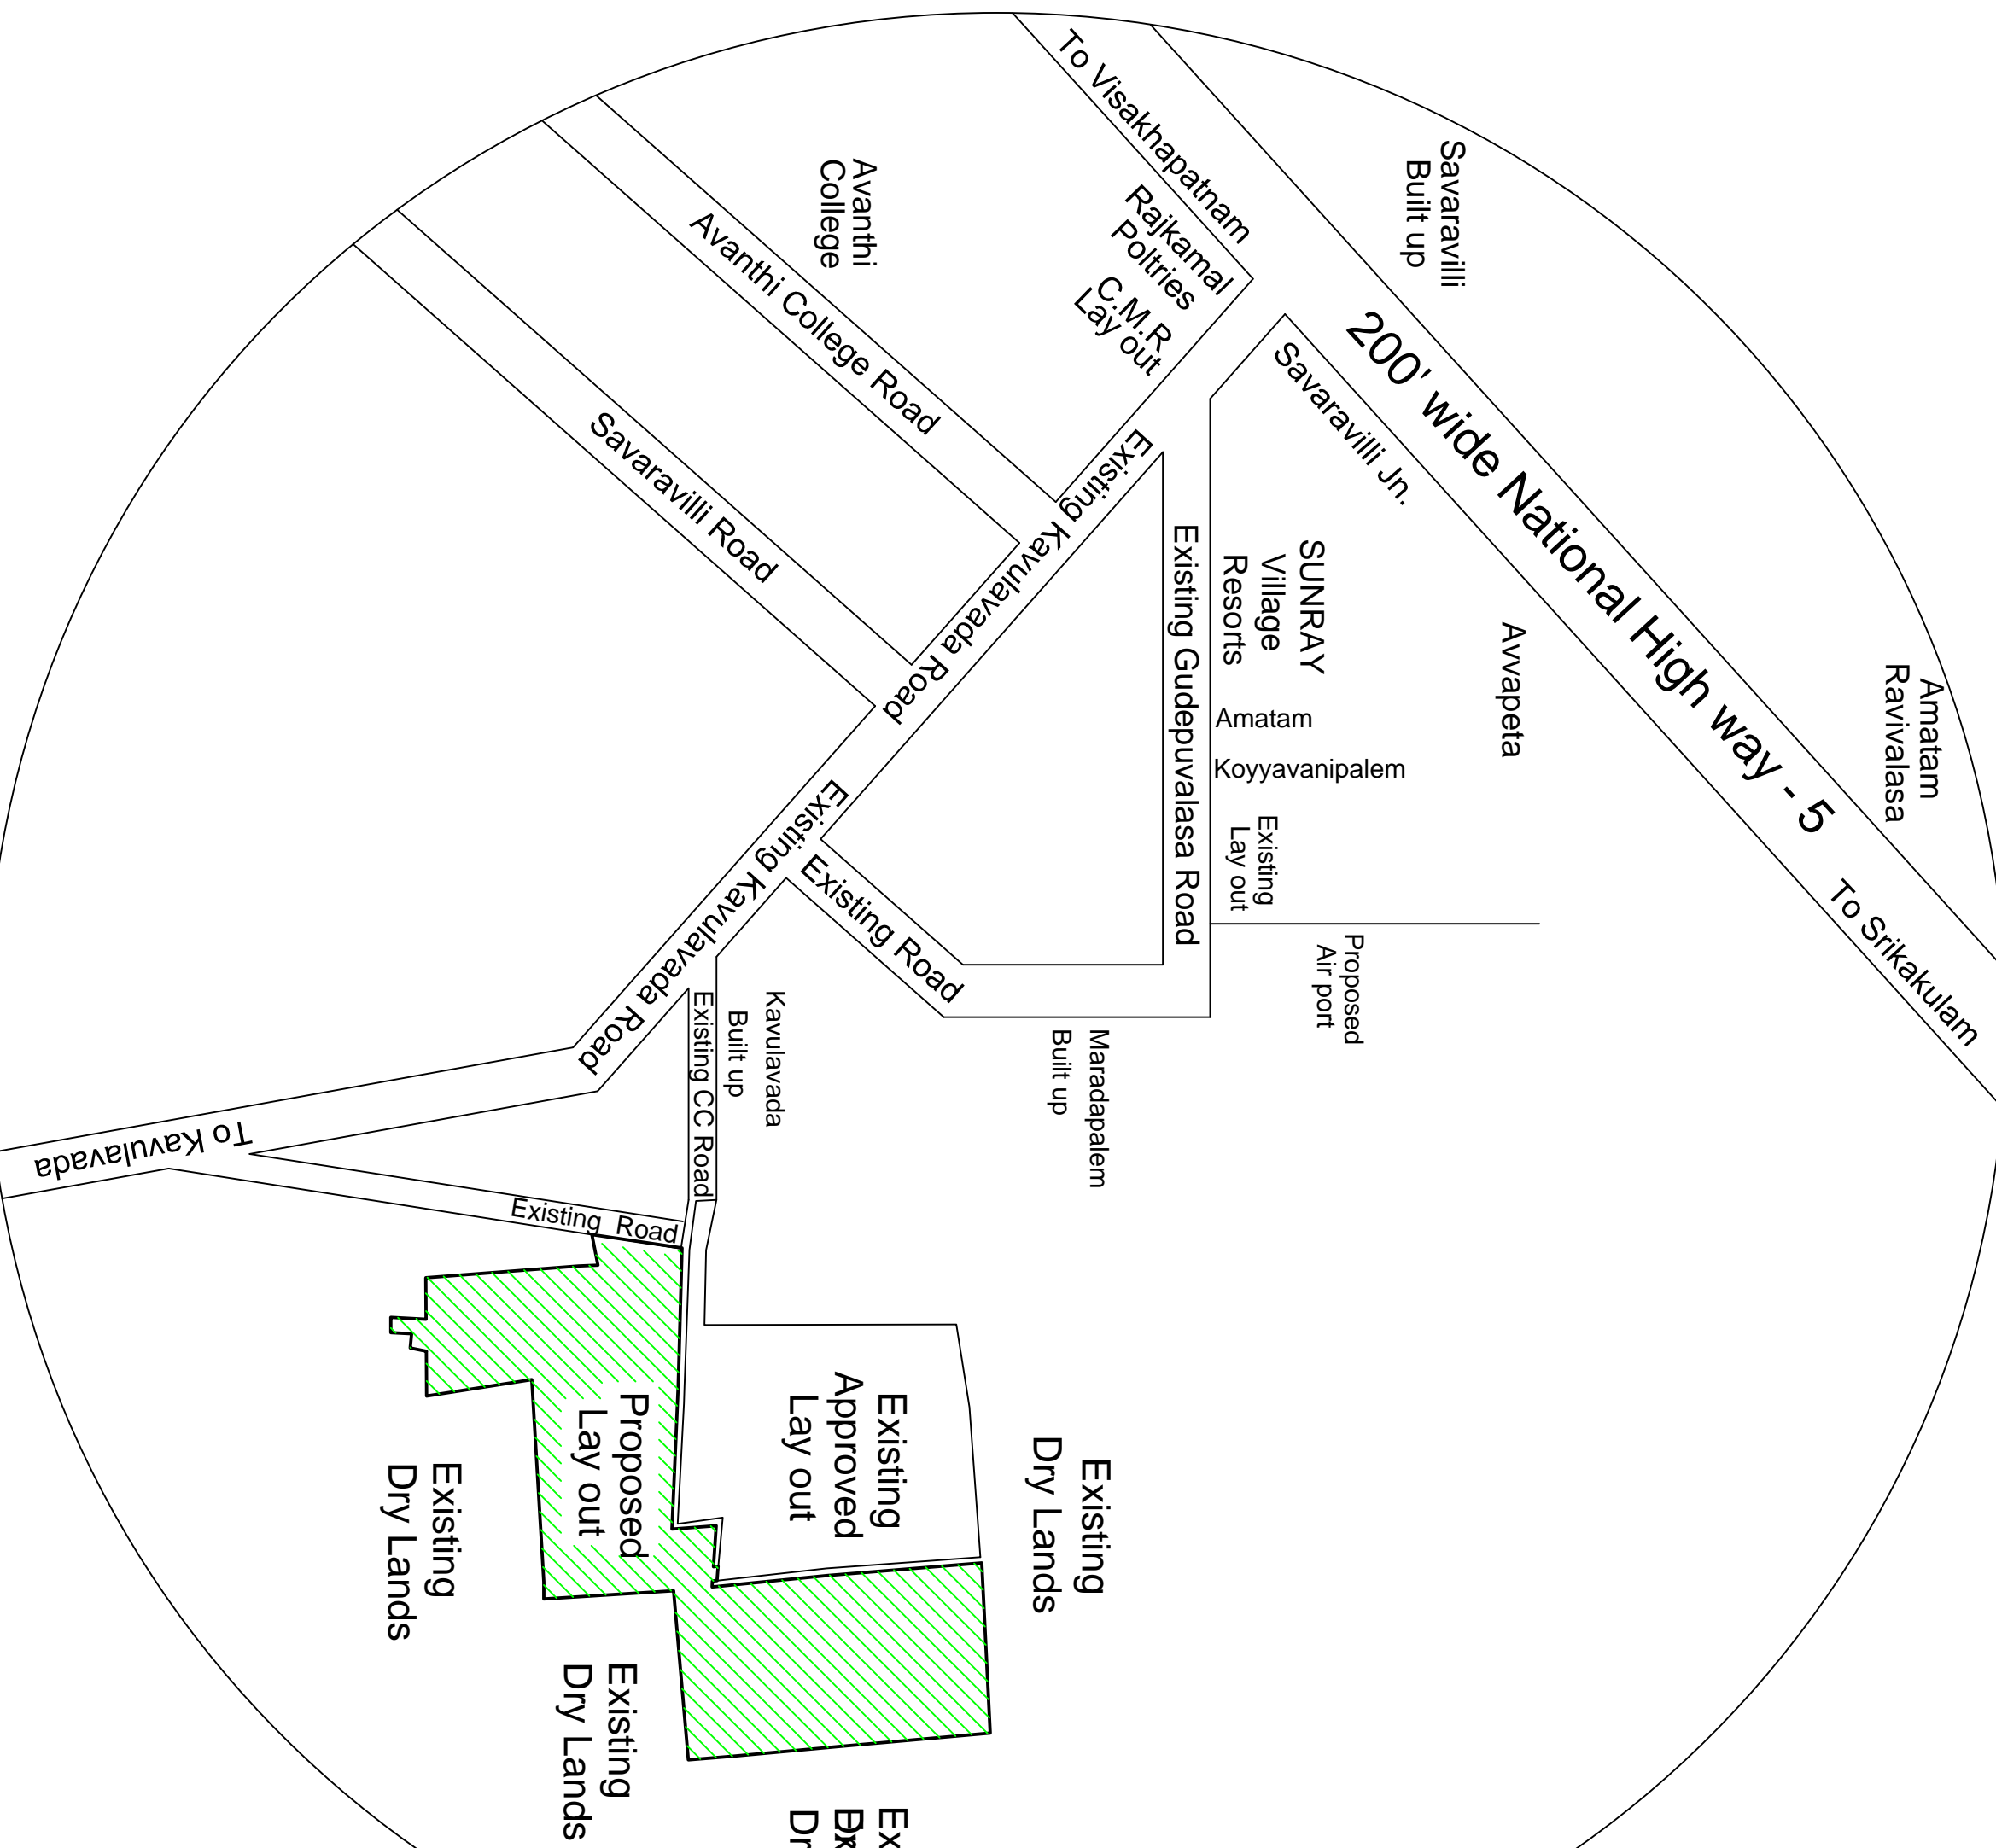 To Visakhapatnam
Savaravilli
Built up
Avanthi
College
Rajkamal
Poltries
C.M.R
Lay out
Avanthi College Road
Savaravilli Road
200' wide National High way - 5
Savaravilli Jn.
To Srikakulam
Amatam
Ravivalasa
Avvapeta
SUNRAY
Village
Resorts
Amatam
Koyyavanipalem
Existing
Lay out
Existing Gudepuvalasa Road
Existing Kavulavada Road
Existing Kavulavada Road
Existing Road
Proposed
Air port
Maradapalem
Built up
Kavulavada
Built up
Existing CC Road
To Kavulavada
Existing Road
Existing
Approved
Lay out
Proposed
Lay out
Existing
Dry Lands
Existing
Dry Lands
Existing
Dry Lands